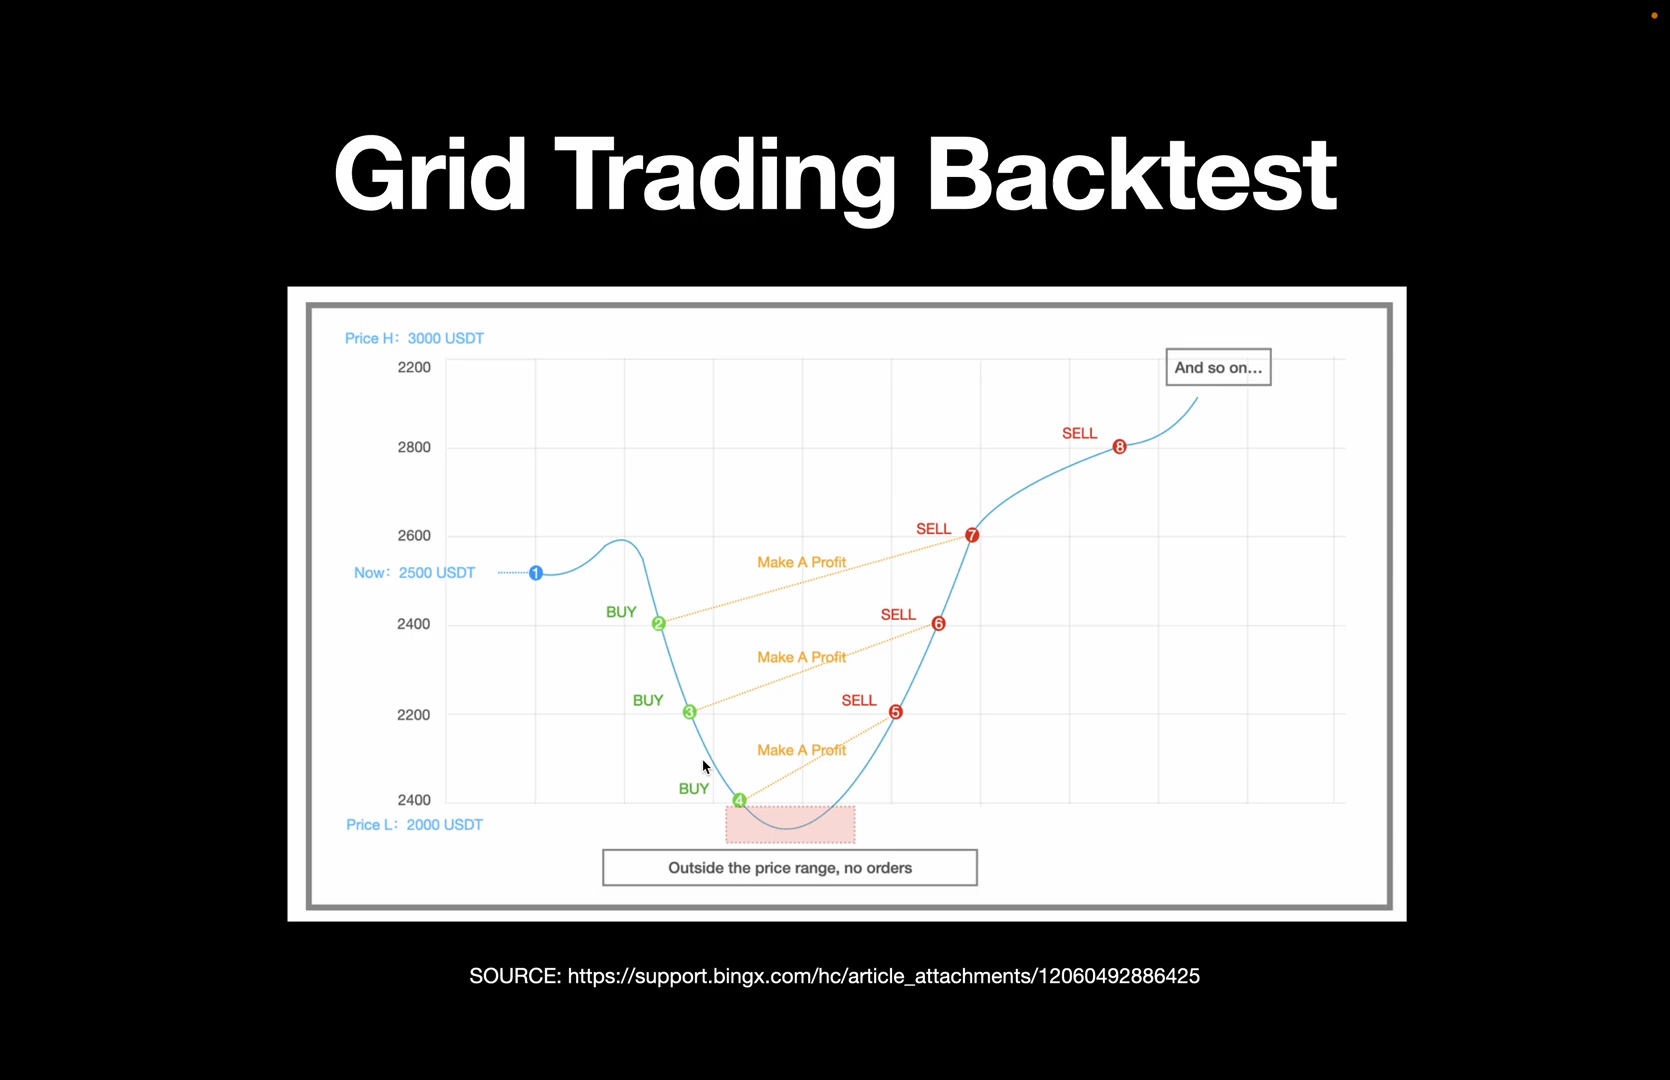 Grid Trading Backtest
Price H: 3000 USDT
2200
And so on...
SELL
8
2800
SELL
7
2600
Make A Profit
Now: 2500 USDT
1
BUY
2
SELL
6
2400
Make A Profit
BUY
3
SELL
5
2200
Make A Profit
BUY
4
2400
Price L: 2000 USDT
Outside the price range, no orders
SOURCE: https://support.bingx.com/hc/article_attachments/12060492886425